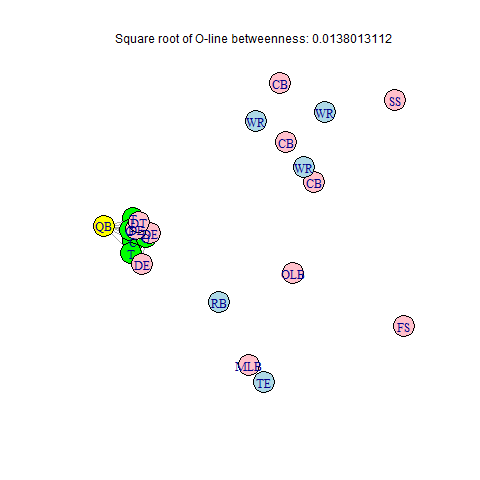 Square root of O-line betweenness: 0.0138013112
CB
SS
WR
WR
CB
WR
CB
QB
DT
DE
T
DE
OLB
RB
FS
MLB
TE